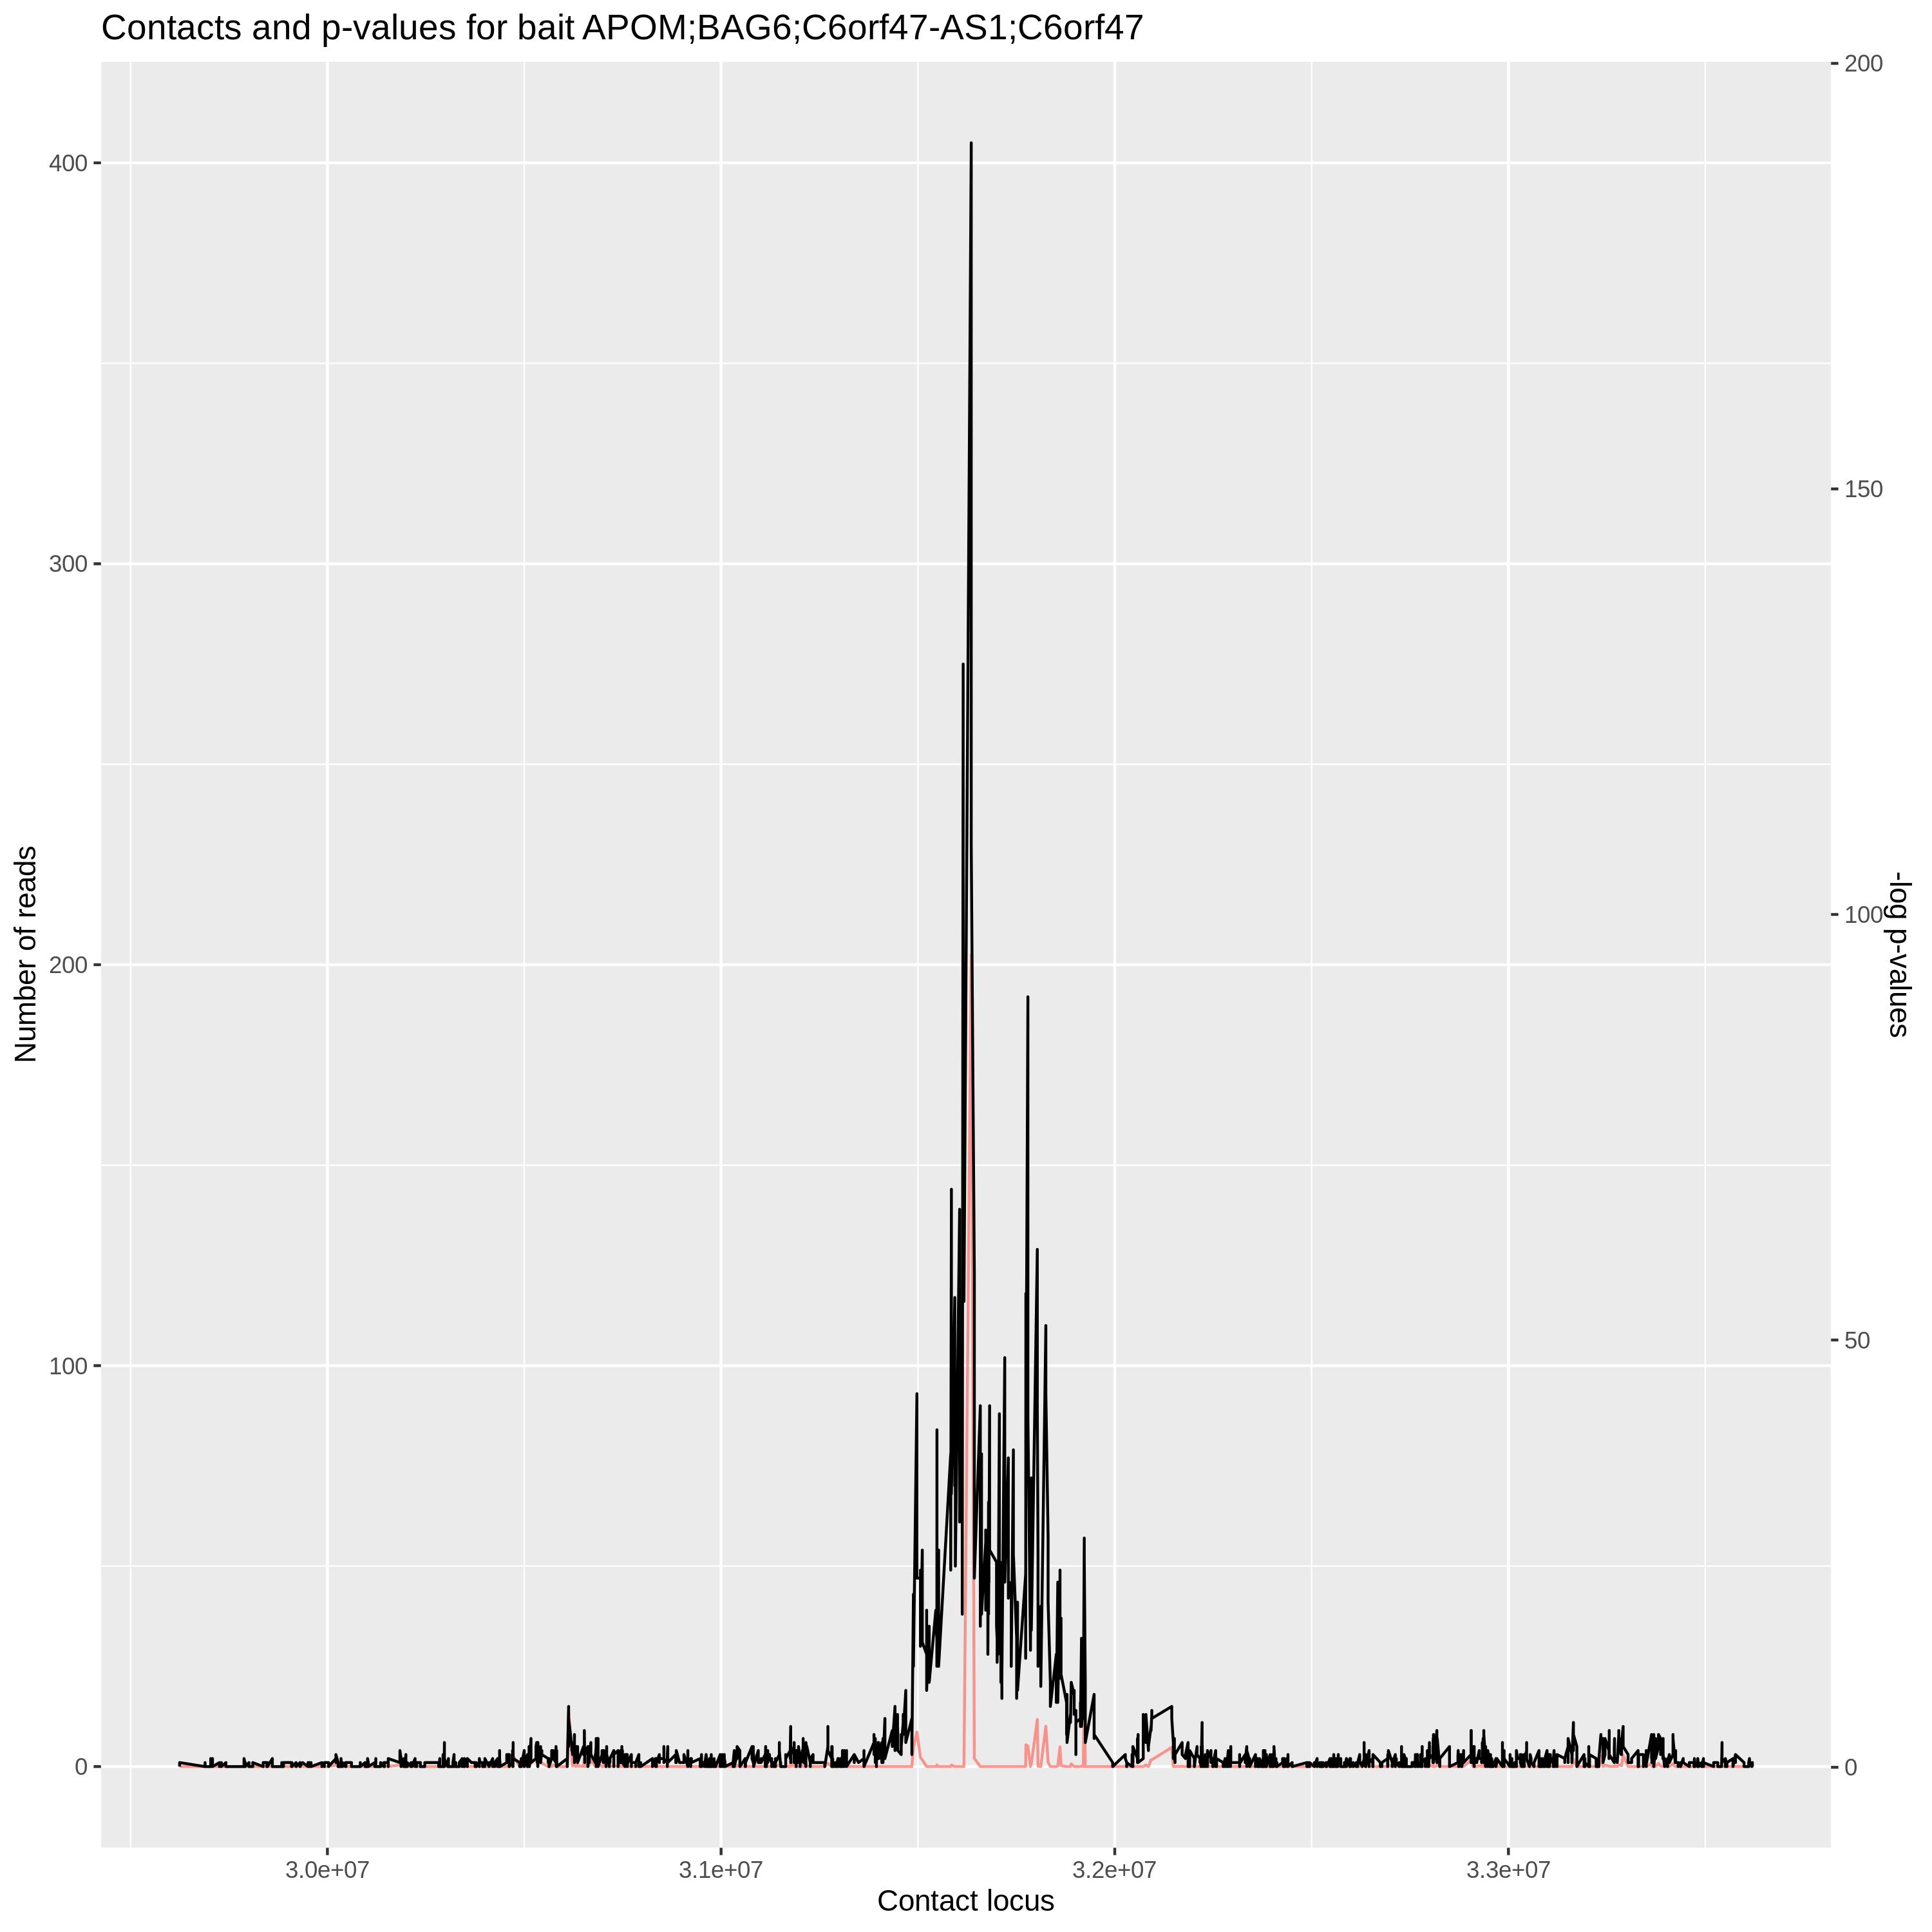 Contacts and p-values for bait APOM;BAG6;C6orf47-AS1;C6orf47
Number of reads
400
300
200
100
0
200
150
100
50
0
-log p-values
3.0e+07
3.1e+07
3.2e+07
3.3e+07
Contact locus